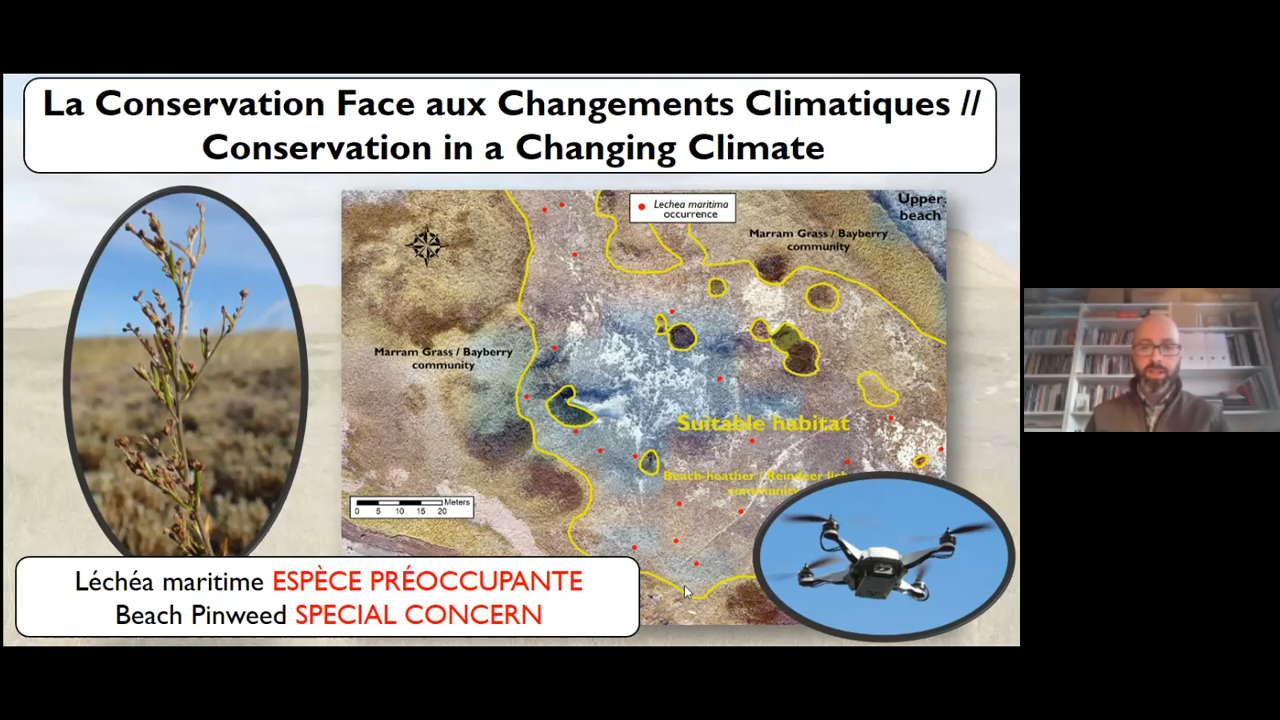 La Conservation Face aux Changements Climatiques //
Conservation in a Changing Climate
Lechea maritima
occurrence
Upper
beach
Marram Grass / Bayberry
community
Marram Grass / Bayberry
community
Suitable habitat
Beach-heather / Reindeer
community
Meters
0 5 10 15 20
Léchéa maritime ESPÈCE PRÉOCCUPANTE
Beach Pinweed SPECIAL CONCERN